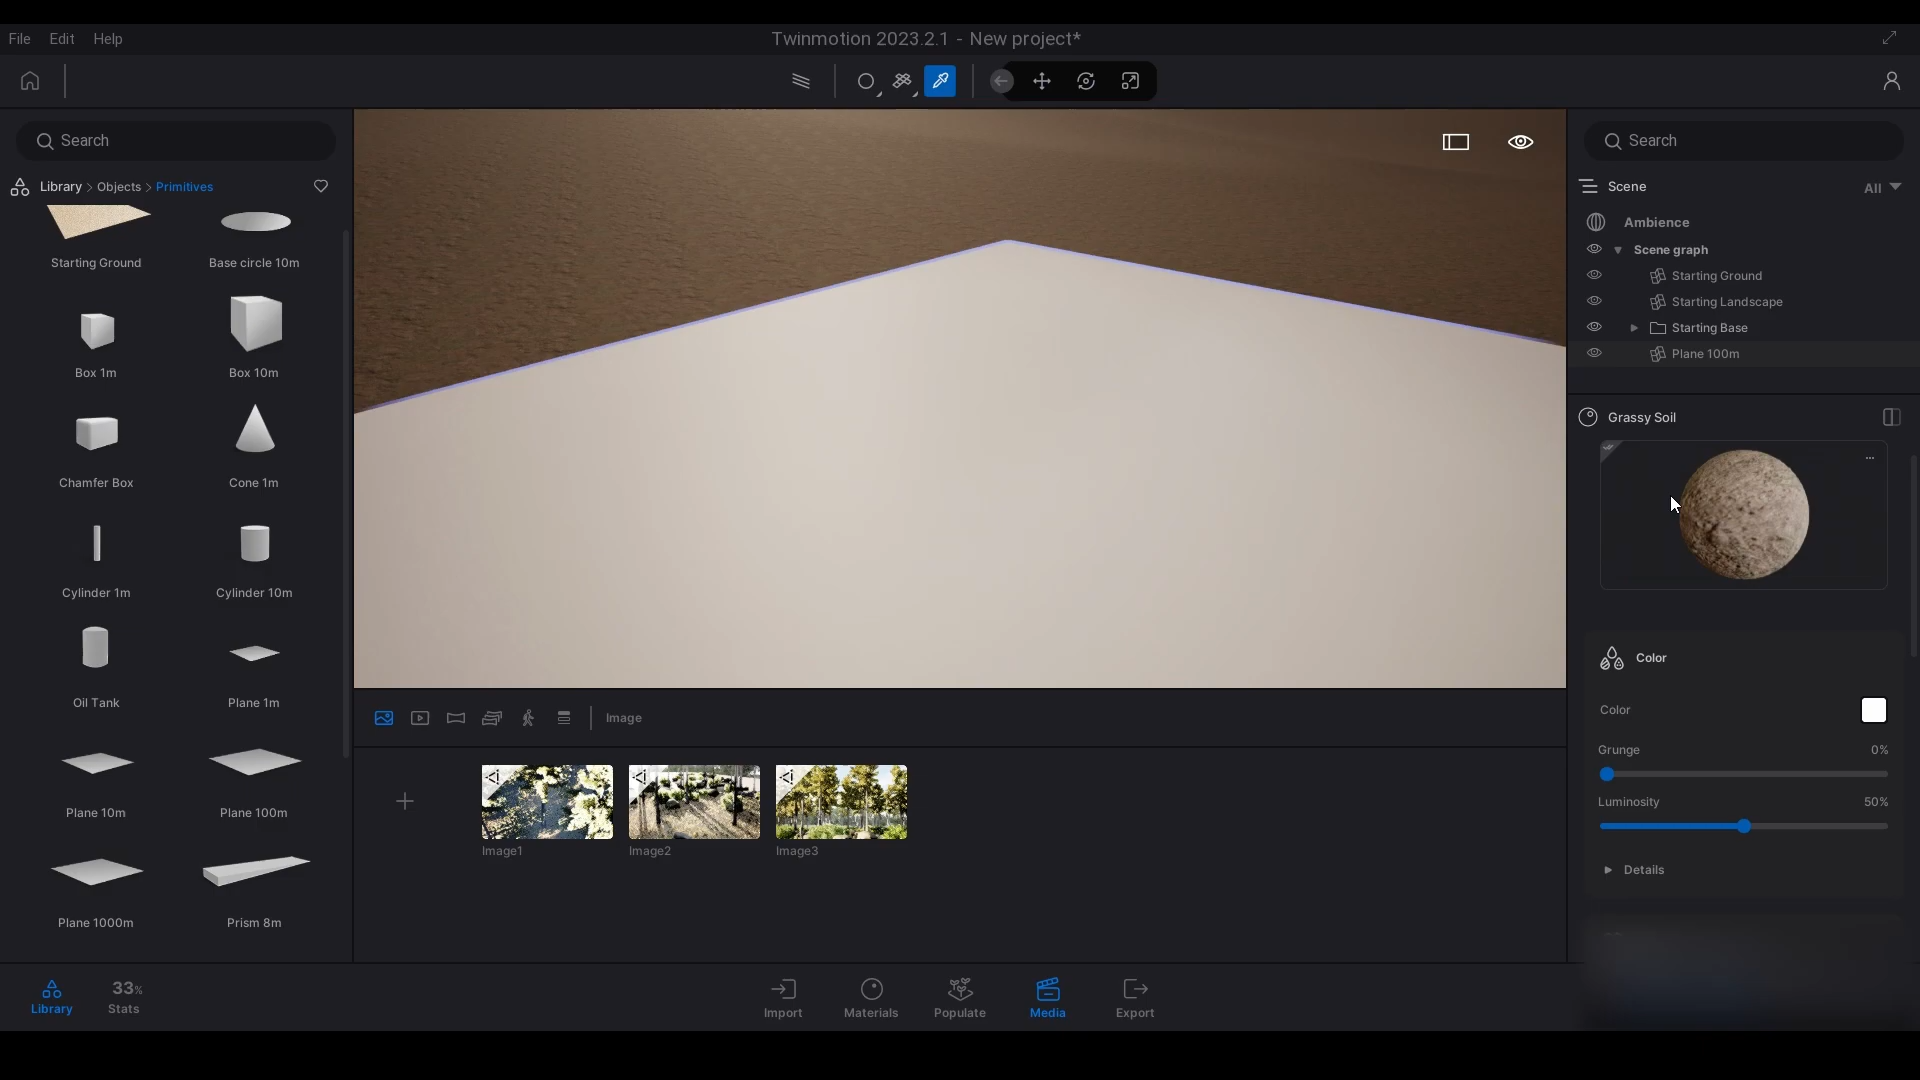 File Edit Help
Twinmotion 2023.2.1 - New project*
Search
Library > Objects > Primitives
Starting Ground
Base circle 10m
Box 1m
Box 10m
Chamfer Box
Cone 1m
Cylinder 1m
Cylinder 10m
Oil Tank
Plane 1m
Plane 10m
Plane 100m
Plane 1000m
Prism 8m
Image
Image1
Image2
Image3
Search
Scene
All
Ambience
Scene graph
Starting Ground
Starting Landscape
Starting Base
Plane 100m
Grassy Soil
...
Color
Color
Grunge 0%
Luminosity 50%
Details
Library
33%
Stats
Import
Materials
Populate
Media
Export